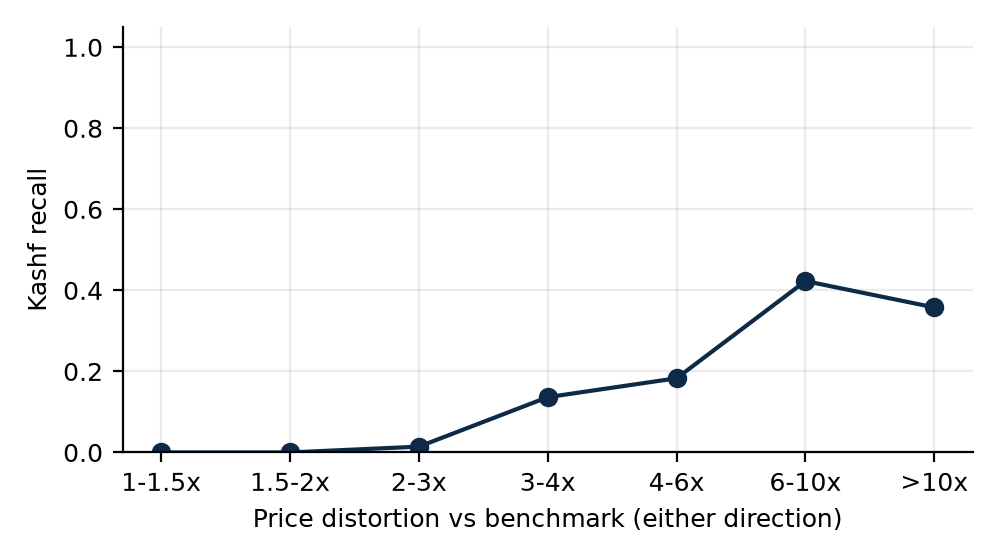 1.0
0.8
0.6
0.4
0.2
0.0
Kashf recall
1-1.5x 1.5-2x 2-3x 3-4x 4-6x 6-10x >10x
Price distortion vs benchmark (either direction)